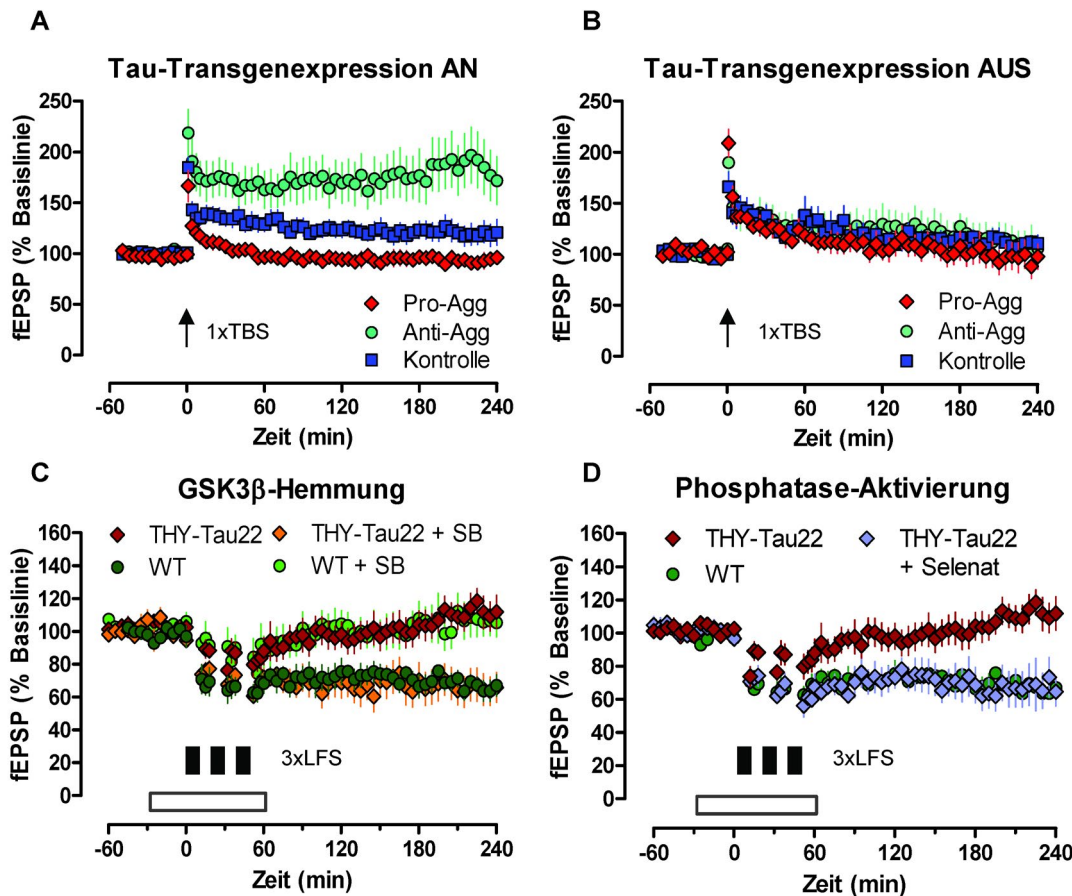 A
Tau-Transgenexpression AN
fEPSP (% Basislinie)
250
200
150
100
50
0
1xTBS
Pro-Agg
Anti-Agg
Kontrolle
-60 0 60 120 180 240
Zeit (min)
B
Tau-Transgenexpression AUS
fEPSP (% Basislinie)
250
200
150
100
50
0
1xTBS
Pro-Agg
Anti-Agg
Kontrolle
-60 0 60 120 180 240
Zeit (min)
C
GSK3β-Hemmung
fEPSP (% Basislinie)
160
140
120
100
80
60
40
20
0
THY-Tau22
THY-Tau22 + SB
WT
WT + SB
3xLFS
-60 0 60 120 180 240
Zeit (min)
D
Phosphatase-Aktivierung
fEPSP (% Baseline)
160
140
120
100
80
60
40
20
0
THY-Tau22
WT
THY-Tau22
+ Selenat
3xLFS
-60 0 60 120 180 240
Zeit (min)